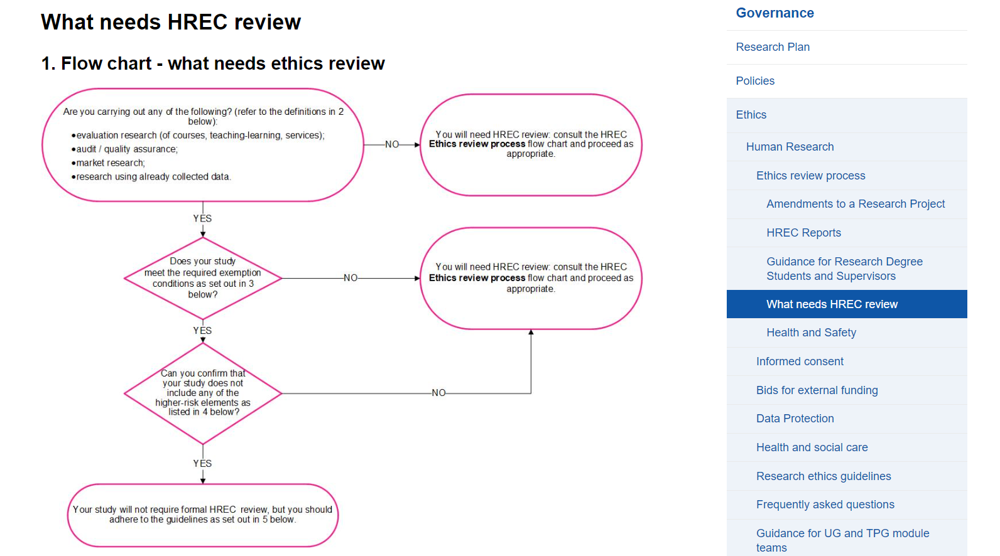 What needs HREC review
1. Flow chart - what needs ethics review
Are you carrying out any of the following? (refer to the definitions in 2
below):
●evaluation research (of courses, teaching-learning, services);
●audit / quality assurance;
●market research;
●research using already collected data.
NO
You will need HREC review: consult the HREC
Ethics review process flow chart and proceed as
appropriate.
YES
Does your study
meet the required exemption
conditions as set out in 3
below?
NO
You will need HREC review: consult the HREC
Ethics review process flow chart and proceed as
appropriate.
YES
Can you confirm that
your study does not
include any of the
higher-risk elements as
listed in 4 below?
NO
YES
Your study will not require formal HREC review, but you should
adhere to the guidelines as set out in 5 below.
Governance
Research Plan
Policies
Ethics
Human Research
Ethics review process
Amendments to a Research Project
HREC Reports
Guidance for Research Degree
Students and Supervisors
What needs HREC review
Health and Safety
Informed consent
Bids for external funding
Data Protection
Health and social care
Research ethics guidelines
Frequently asked questions
Guidance for UG and TPG module
teams